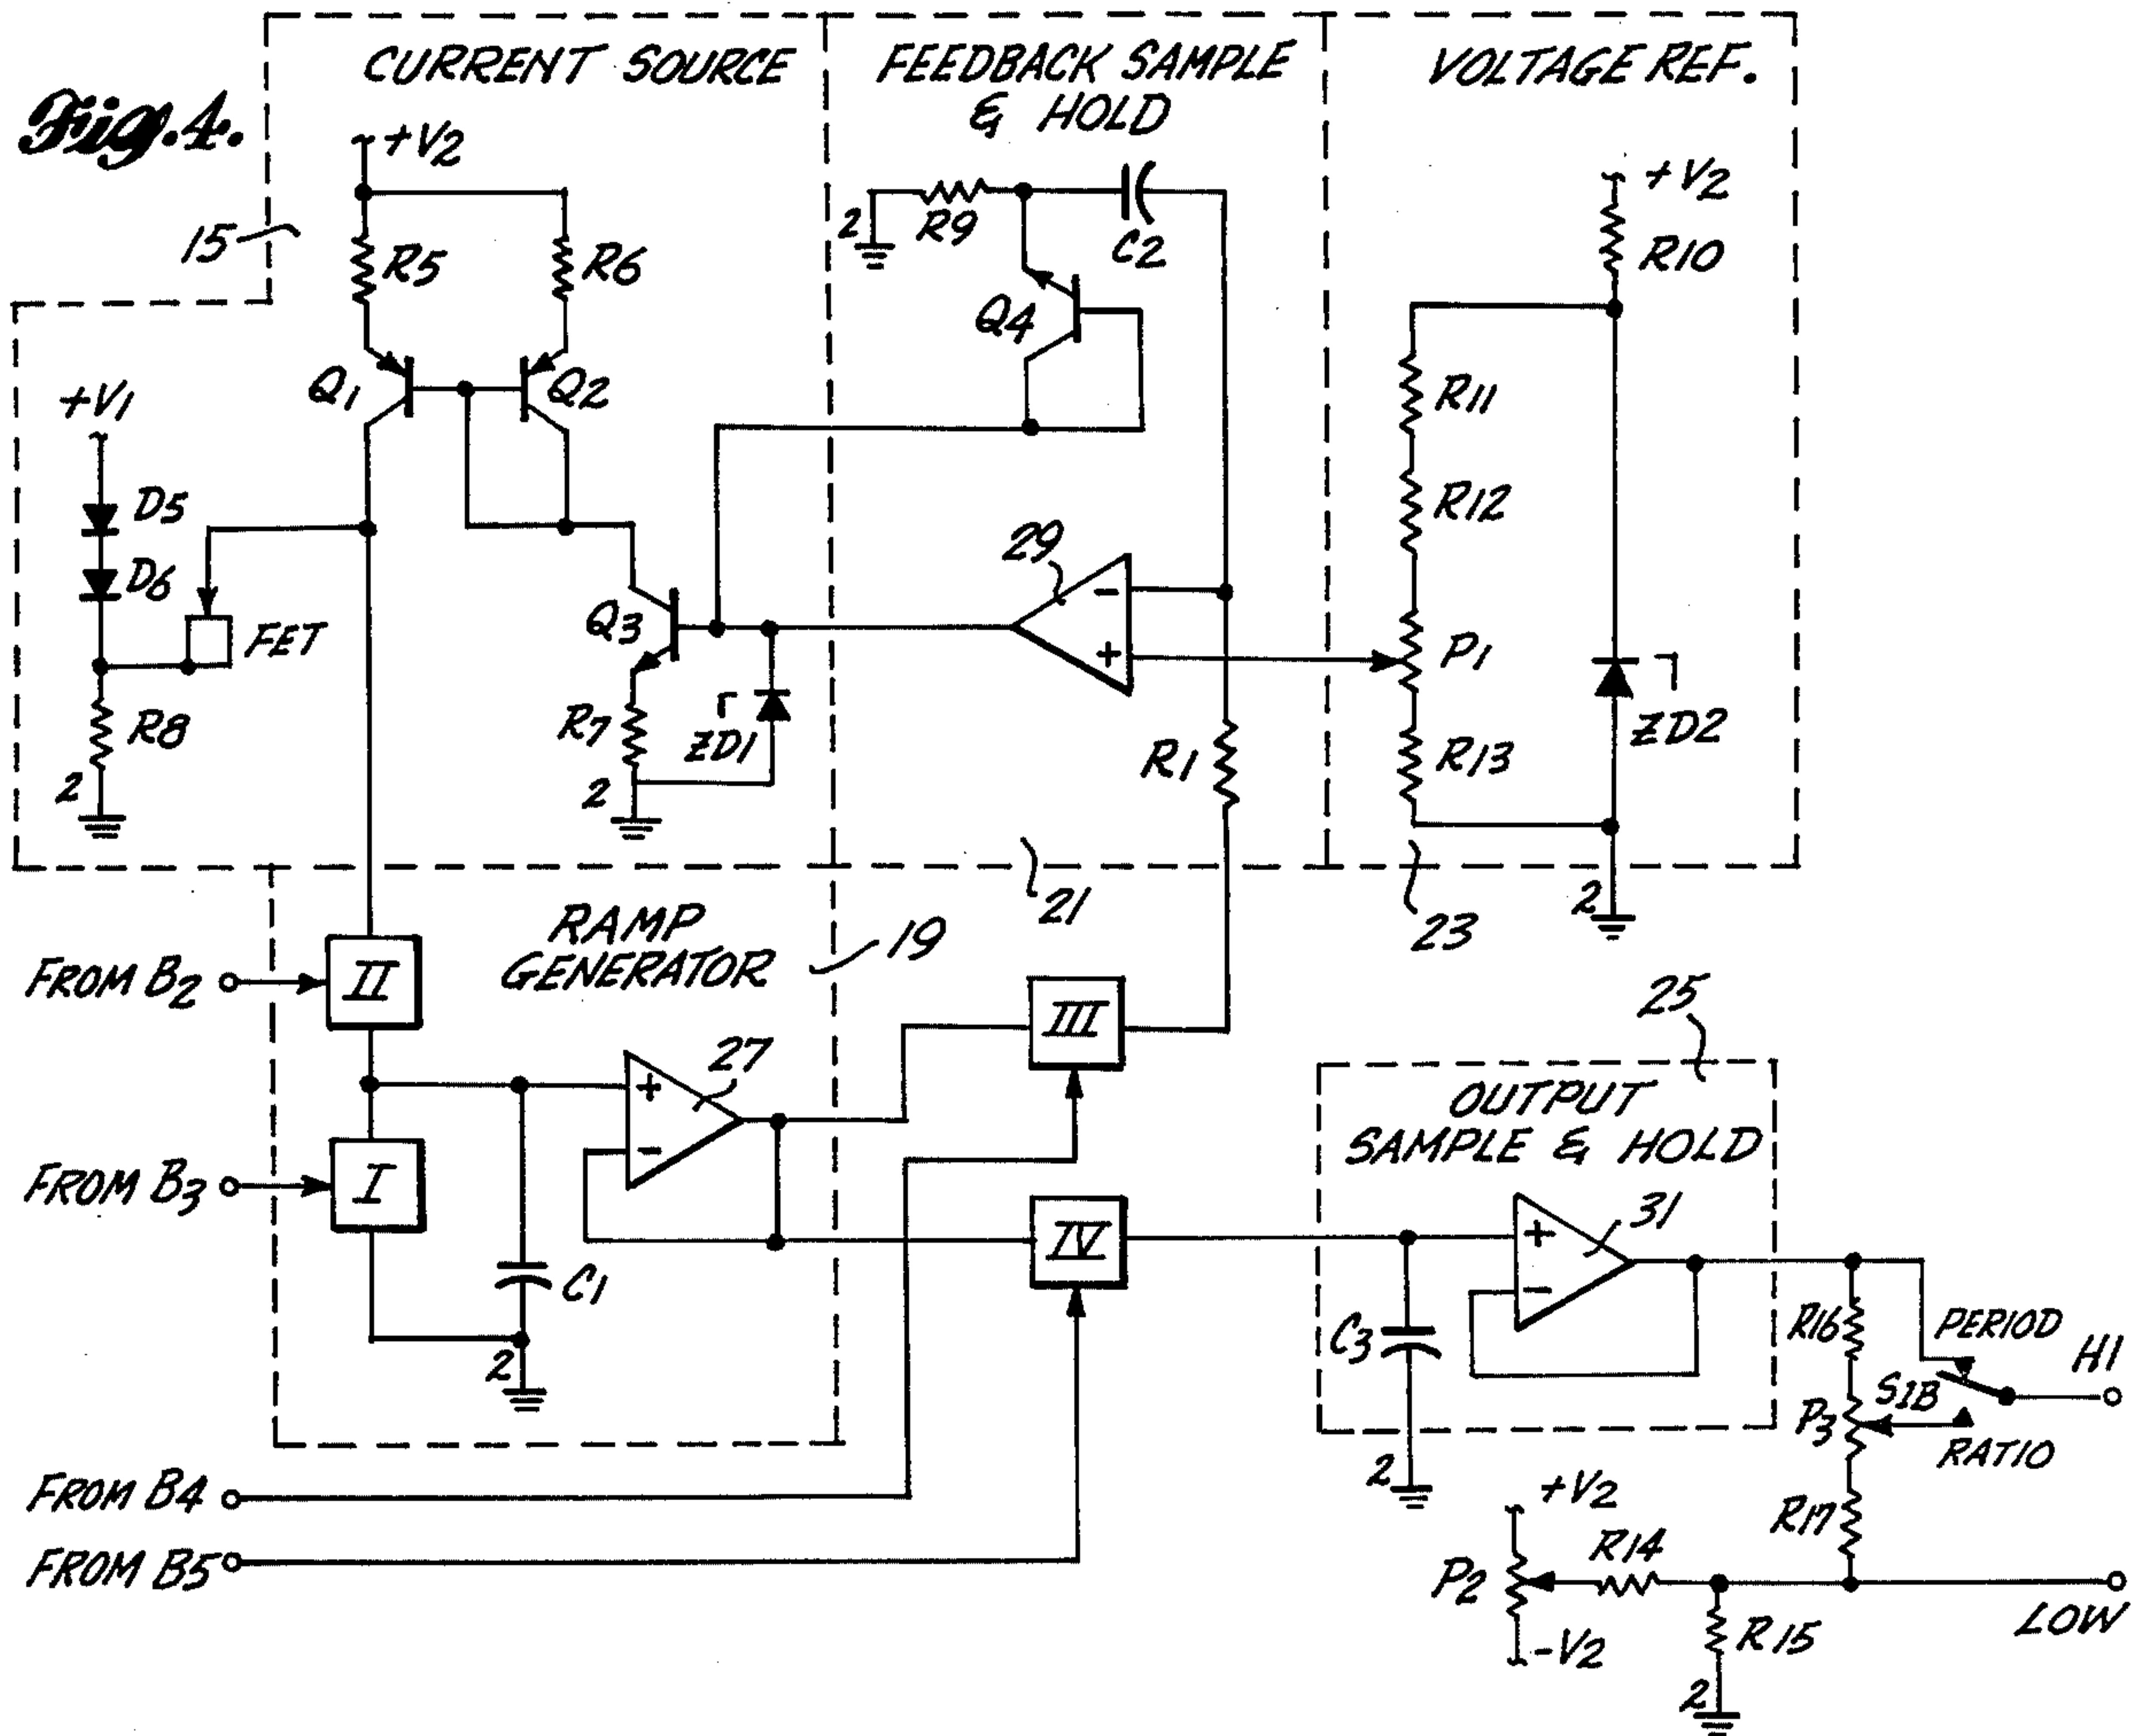 Fig. 4.
CURRENT SOURCE
FEEDBACK SAMPLE
& HOLD
VOLTAGE REF.
+V2
15
R5
R6
Q1
Q2
+V1
D5
D6
FET
R8
2
Q3
R7
ZD1
2
2
R9
C2
Q4
29
-
+
R1
21
+V2
R10
R11
R12
P1
R13
ZD2
2
23
RAMP
GENERATOR
19
FROM B2
II
FROM B3
I
27
+
-
C1
2
III
IV
FROM B4
FROM B5
25
OUTPUT
SAMPLE & HOLD
31
+
-
C3
2
R16
PERIOD
HI
S1B
P3
RATIO
R17
+V2
P2
R14
-V2
R15
2
LOW